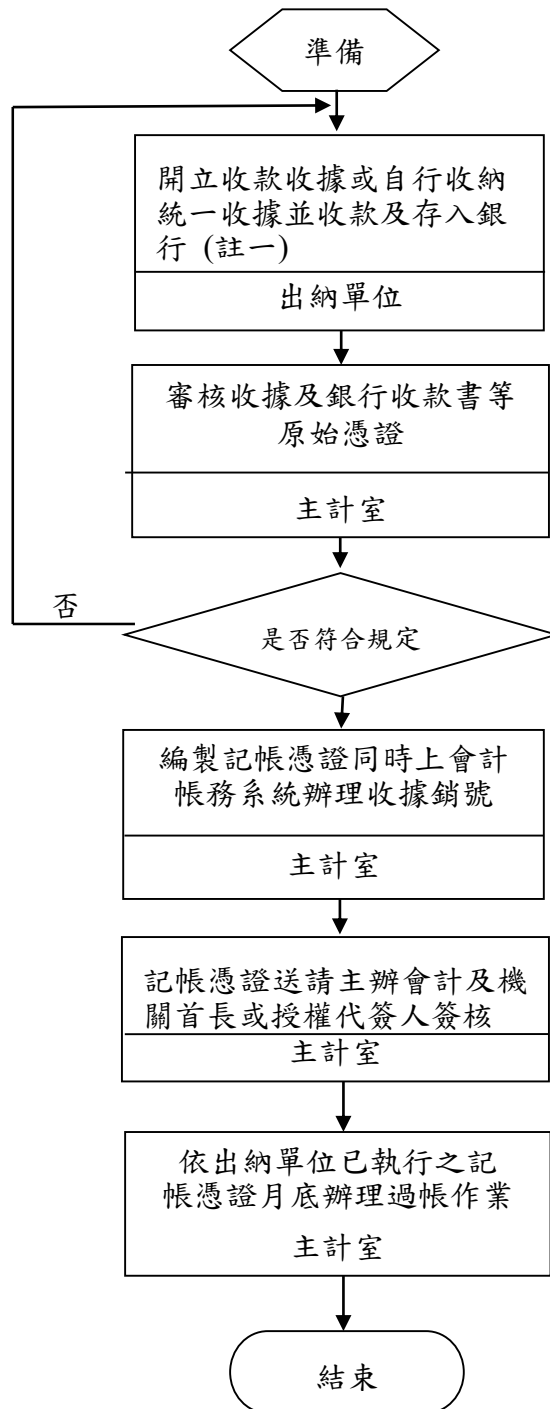 準備
開立收款收據或自行收納
統一收據並收款及存入銀
行 (註一)
出納單位
審核收據及銀行收款書等
原始憑證
主計室
否
是否符合規定
編製記帳憑證同時上會計
帳務系統辦理收據銷號
主計室
記帳憑證送請主辦會計及機
關首長或授權代簽人簽核
主計室
依出納單位已執行之記
帳憑證月底辦理過帳作業
主計室
結束